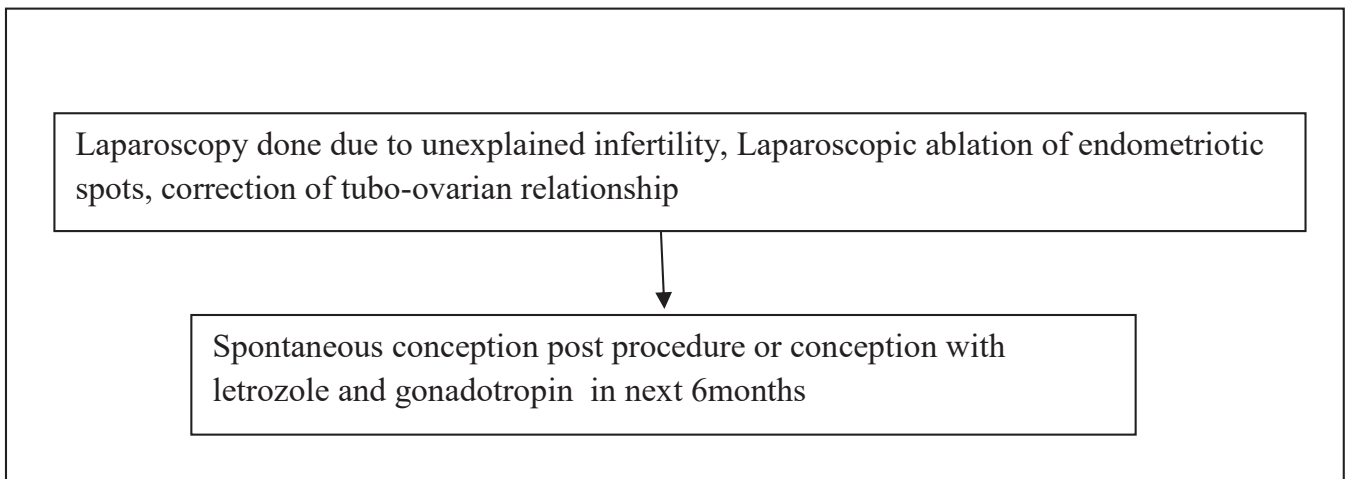 Laparoscopy done due to unexplained infertility, Laparoscopic ablation of endometriotic
spots, correction of tubo-ovarian relationship
Spontaneous conception post procedure or conception with
letrozole and gonadotropin  in next 6months